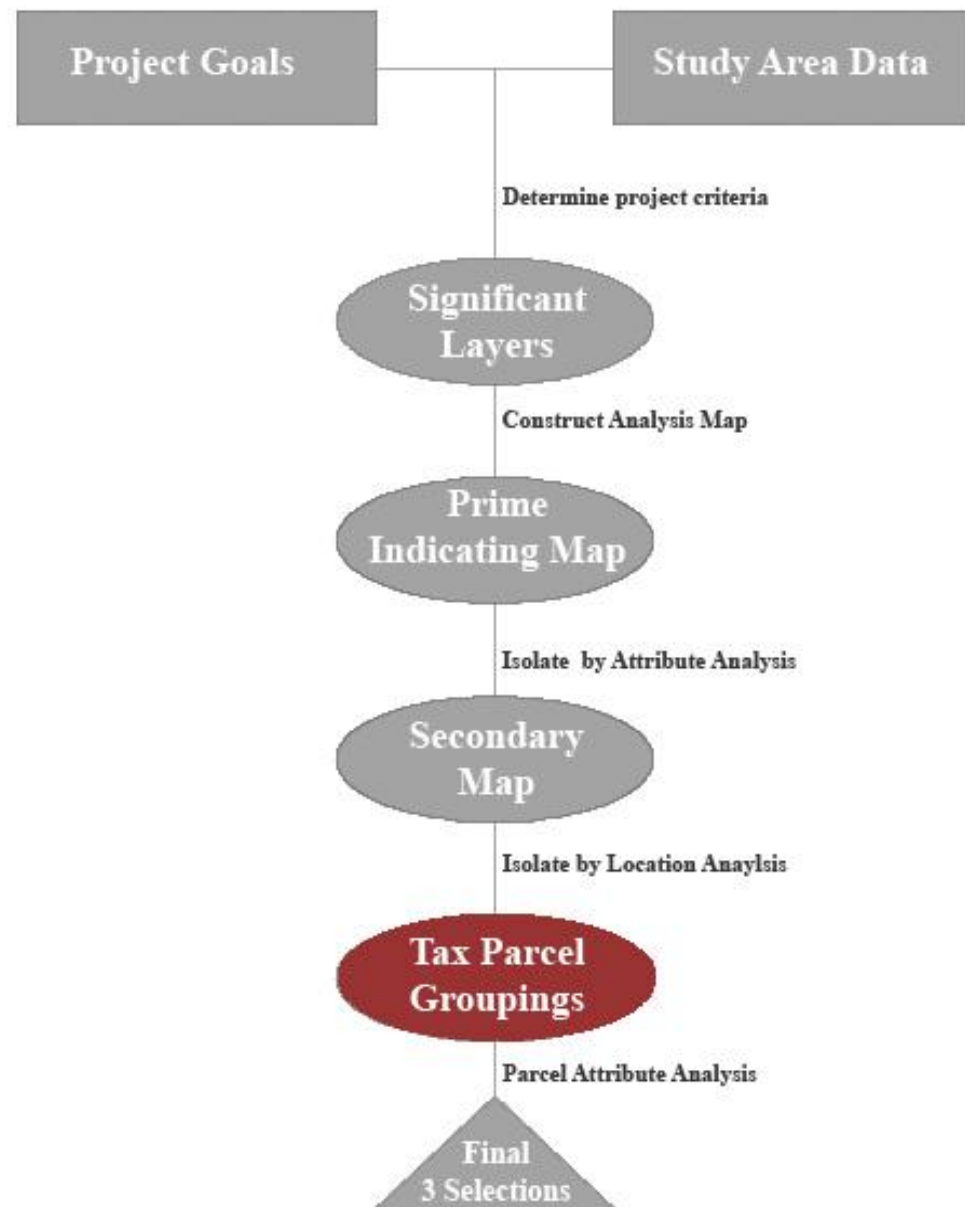 Project Goals
Study Area Data
Determine project criteria
Significant
Layers
Construct Analysis Map
Prime
Indicating Map
Isolate by Attribute Analysis
Secondary
Map
Isolate by Location Anaylsis
Tax Parcel
Groupings
Parcel Attribute Analysis
Final
3 Selections